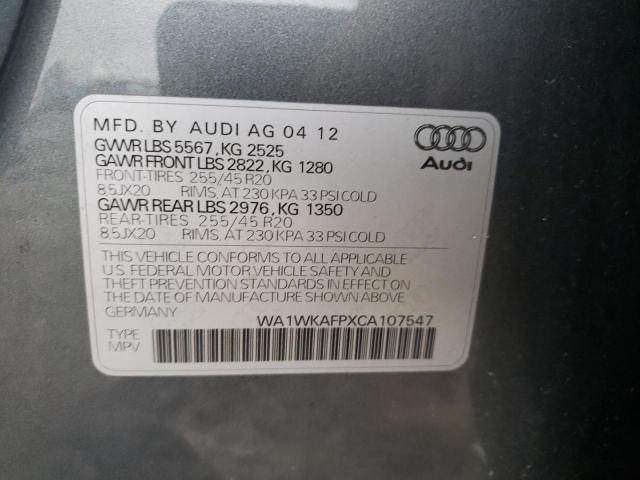 MFD. BY AUDI AG 04 12
GVWR LBS 5567, KG 2525
GAWR FRONT LBS 2822, KG 1280
FRONT-TIRES 255/45 R20
8.5JX20 RIMS, AT 230 KPA 33 PSI COLD
GAWR REAR LBS 2976, KG 1350
REAR-TIRES 255/45 R20
8.5JX20 RIMS, AT 230 KPA 33 PSI COLD
Audi
THIS VEHICLE CONFORMS TO ALL APPLICABLE
U.S. FEDERAL MOTOR VEHICLE SAFETY AND
THEFT PREVENTION STANDARDS IN EFFECT ON
THE DATE OF MANUFACTURE SHOWN ABOVE.
GERMANY
WA1WKAFPXCA107547
TYPE
MPV